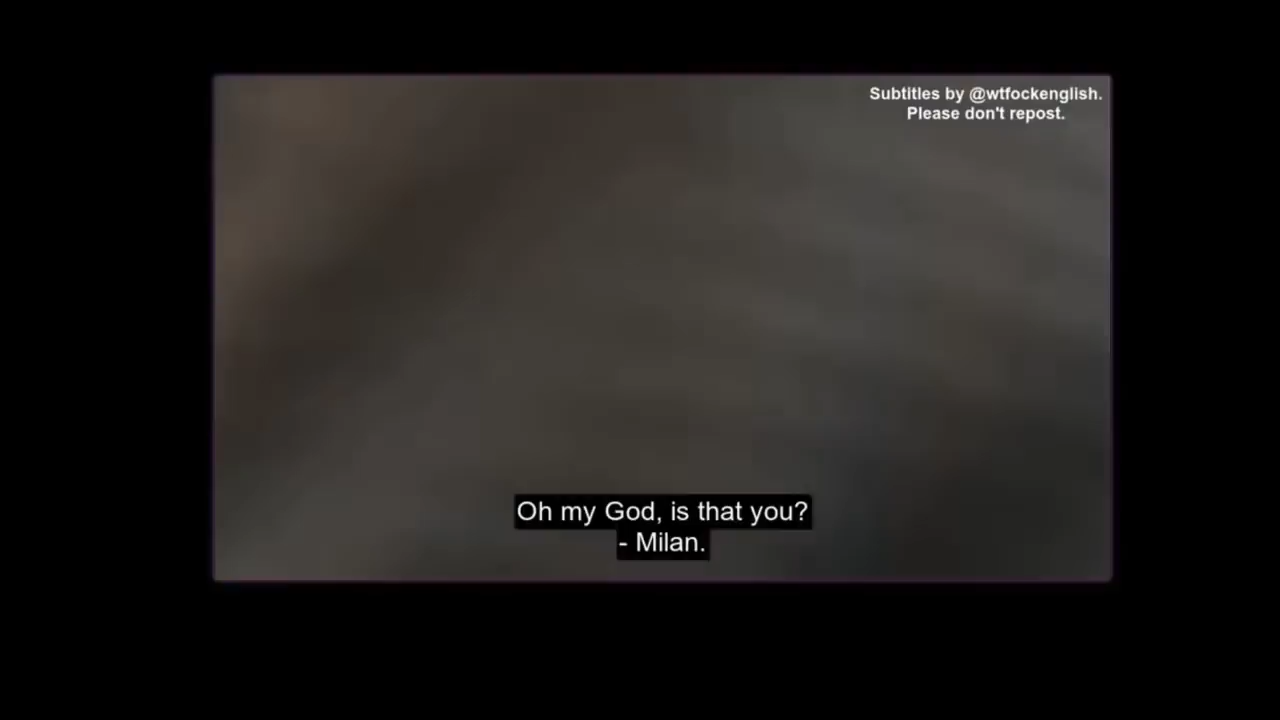 Subtitles by @wtfockenglish.
Please don't repost.
Oh my God, is that you?
- Milan.